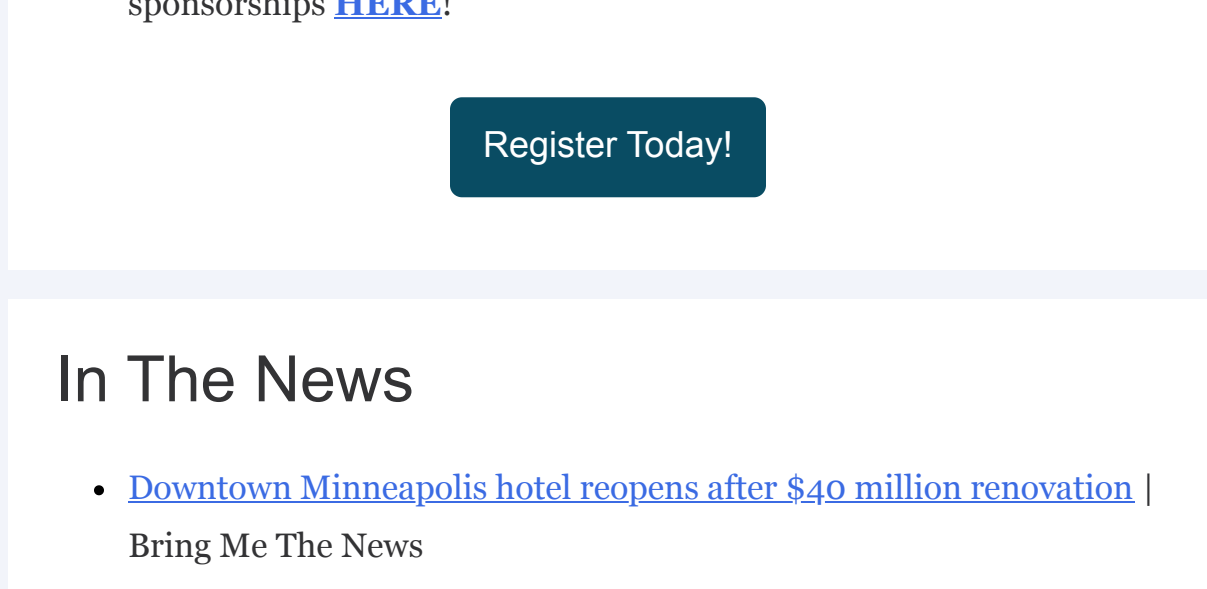 sponsorships HERE!
Register Today!
In The News
• Downtown Minneapolis hotel reopens after $40 million renovation |
Bring Me The News